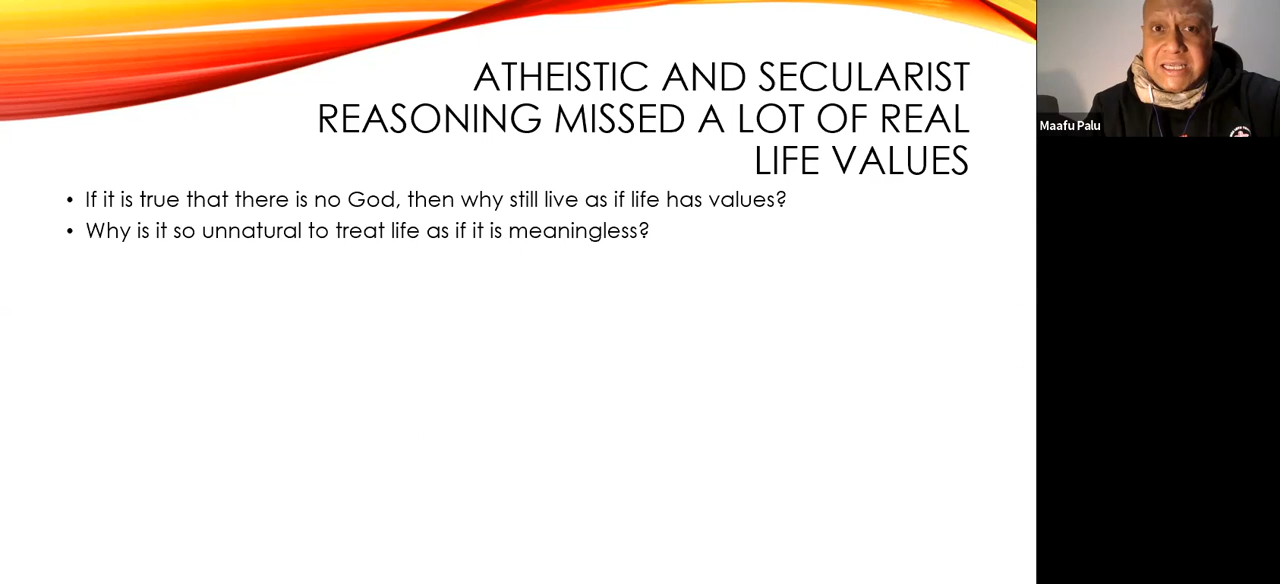 ATHEISTIC AND SECULARIST
REASONING MISSED A LOT OF REAL
LIFE VALUES
• If it is true that there is no God, then why still live as if life has values?
• Why is it so unnatural to treat life as if it is meaningless?
Maafu Palu